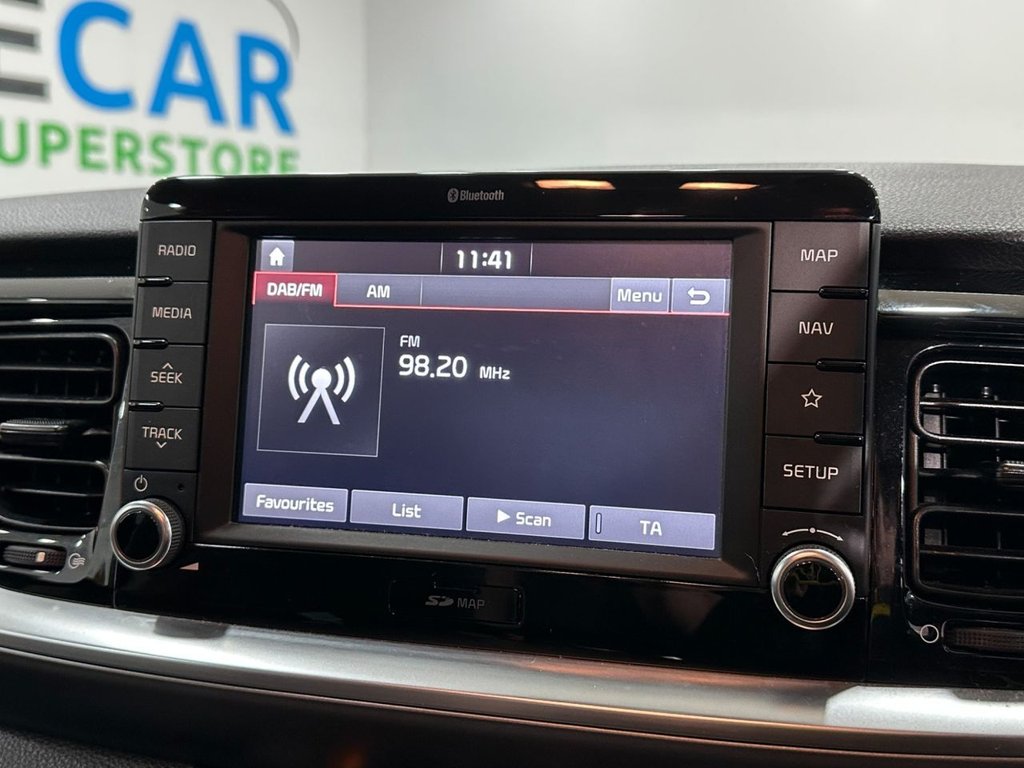 ECAR
UPERSTORE
Bluetooth
RADIO
MEDIA
SEEK
TRACK
11:41
DAB/FM
AM
Menu
FM
98.20 MHz
Favourites
List
Scan
TA
MAP
NAV
SETUP
SD MAP